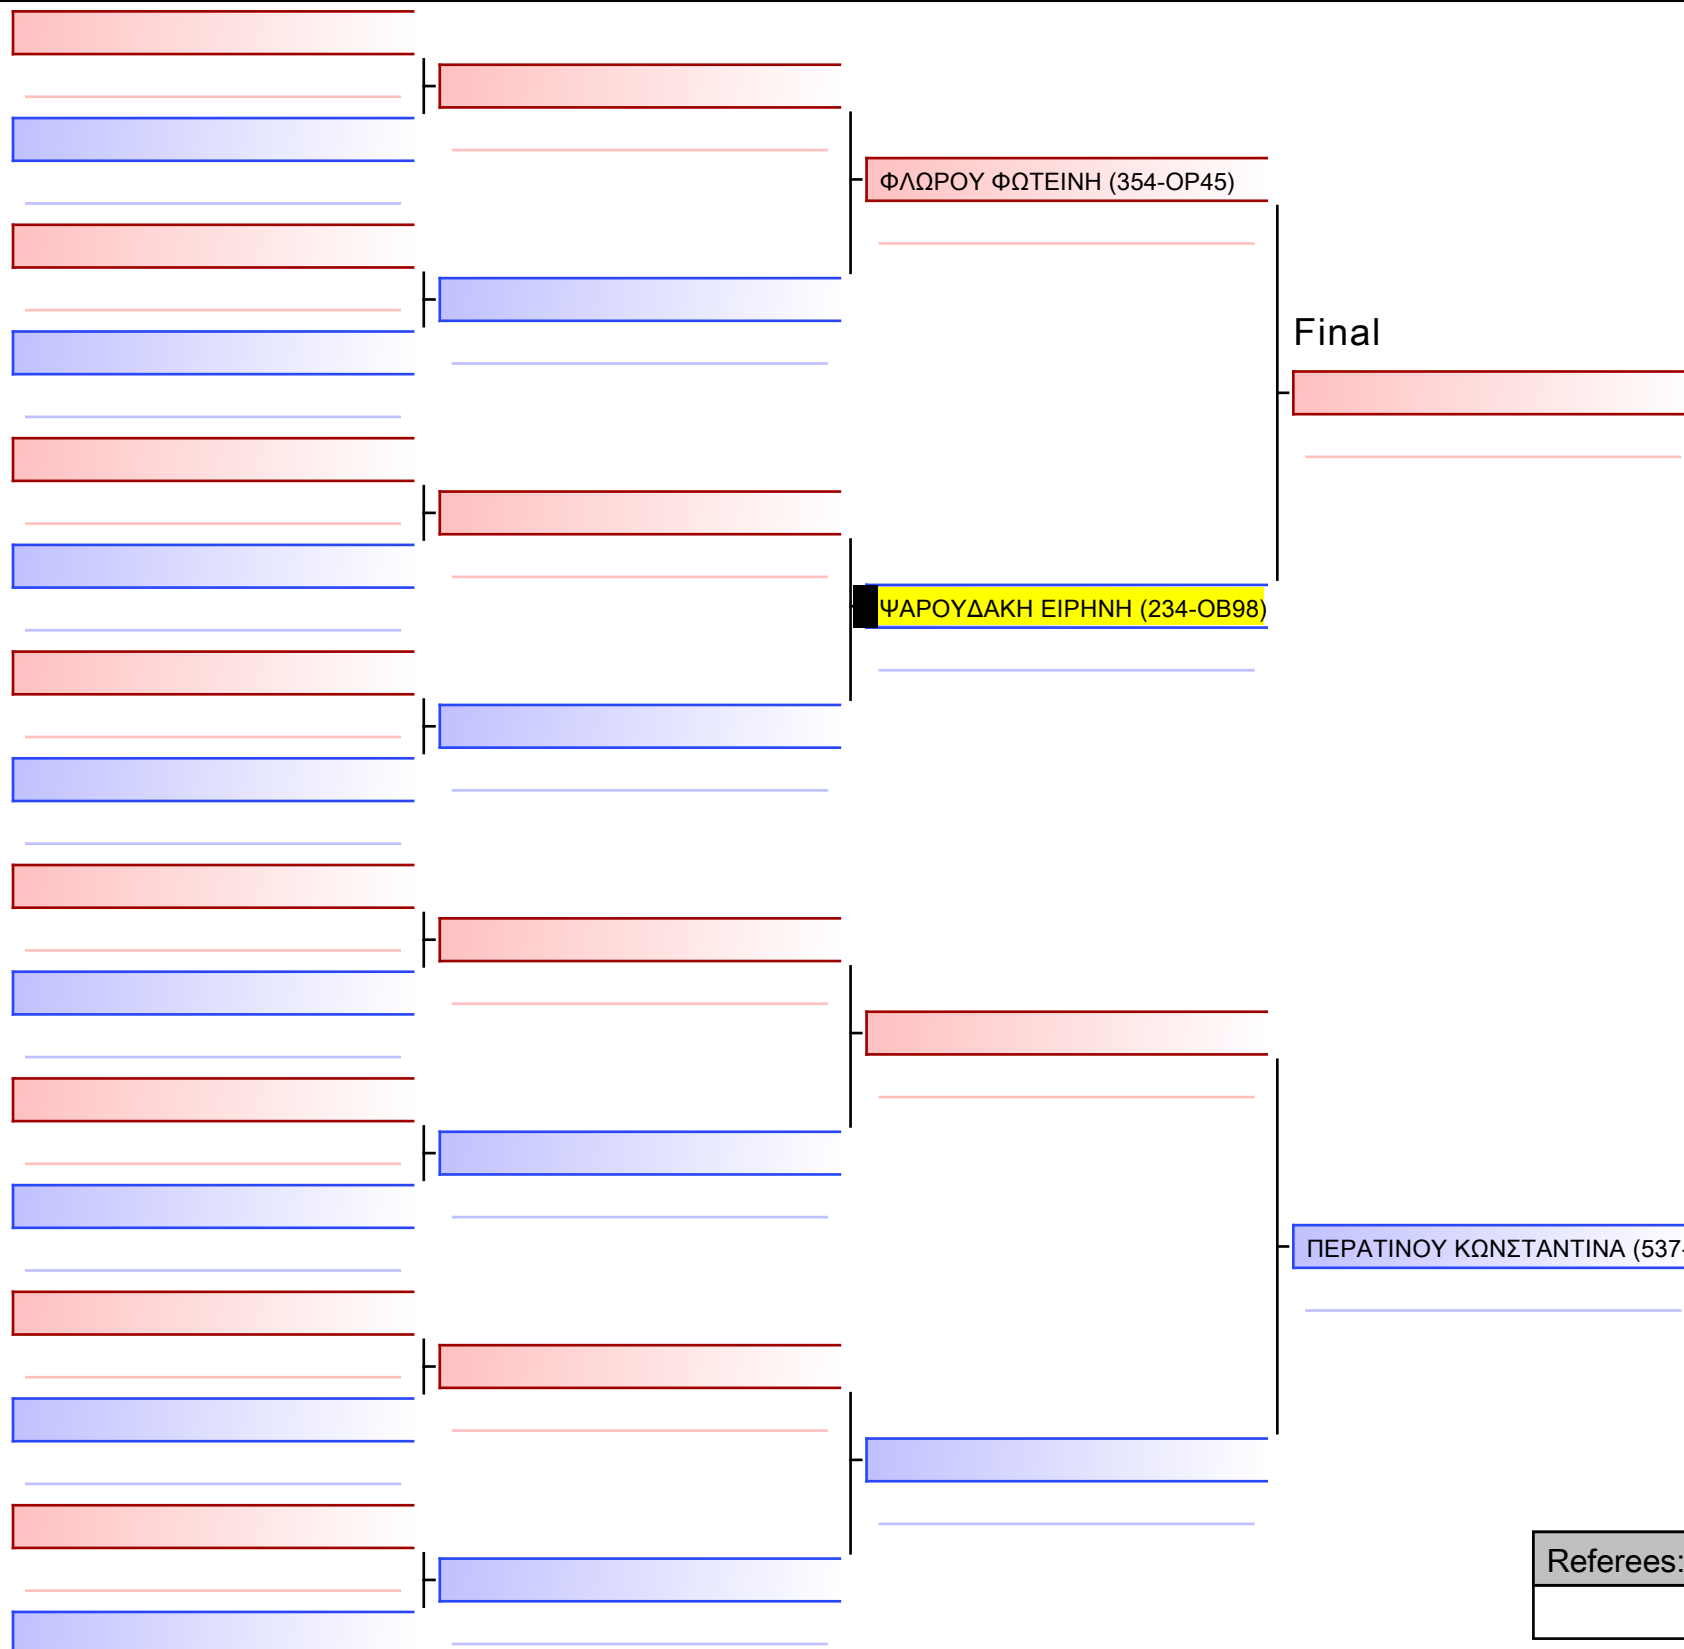 ΦΛΩΡΟΥ ΦΩΤΕΙΝΗ (354-ΟΡ45)
Final
ΨΑΡΟΥΔΑΚΗ ΕΙΡΗΝΗ (234-ΟΒ98)
ΠΕΡΑΤΙΝΟΥ ΚΩΝΣΤΑΝΤΙΝΑ (537-
Referees: